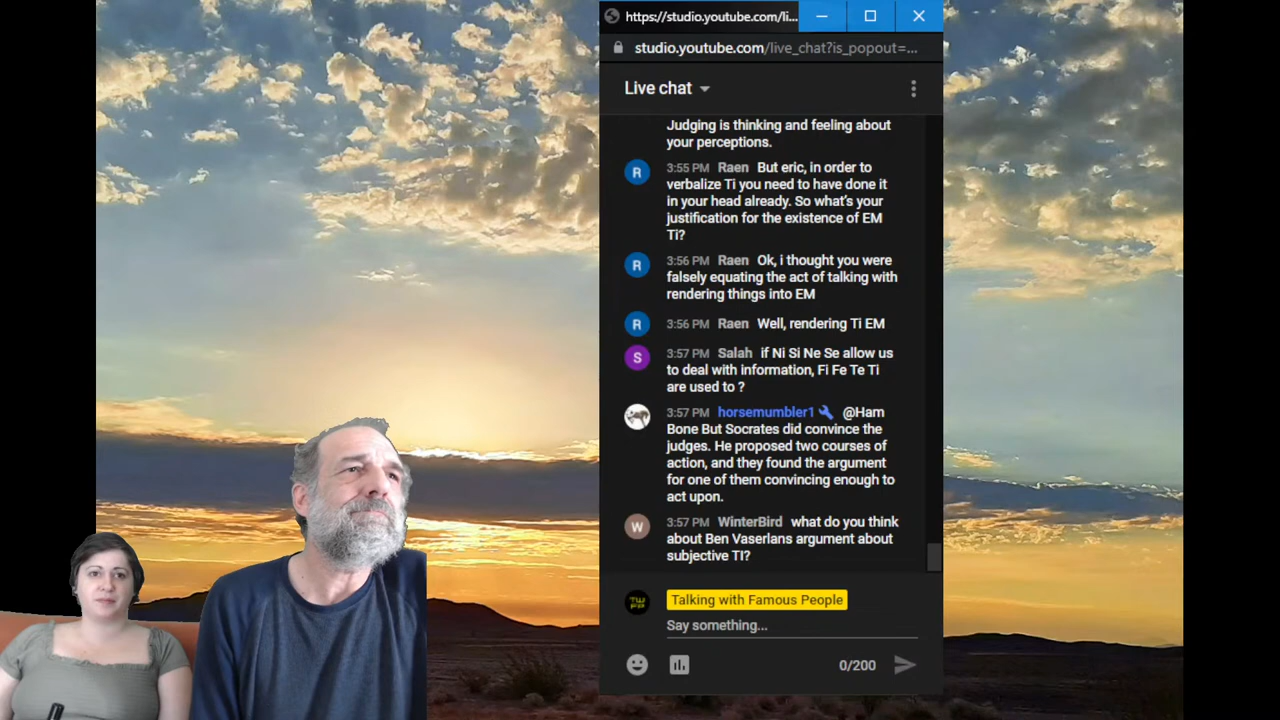 https://studio.youtube.com/li...
studio.youtube.com/live_chat?is_popout=...
Live chat
Judging is thinking and feeling about
your perceptions.
R
3:55 PM Raen But eric, in order to
verbalize Ti you need to have done it
in your head already. So what's your
justification for the existence of EM
Ti?
R
3:56 PM Raen Ok, i thought you were
falsely equating the act of talking with
rendering things into EM
R
3:56 PM Raen Well, rendering Ti EM
S
3:57 PM Salah if Ni Si Ne Se allow us
to deal with information, Fi Fe Te Ti
are used to ?
3:57 PM horsemumbler1 @Ham
Bone But Socrates did convince the
judges. He proposed two courses of
action, and they found the argument
for one of them convincing enough to
act upon.
W
3:57 PM WinterBird what do you think
about Ben Vaserlans argument about
subjective TI?
TW
FP
Talking with Famous People
Say something...
0/200